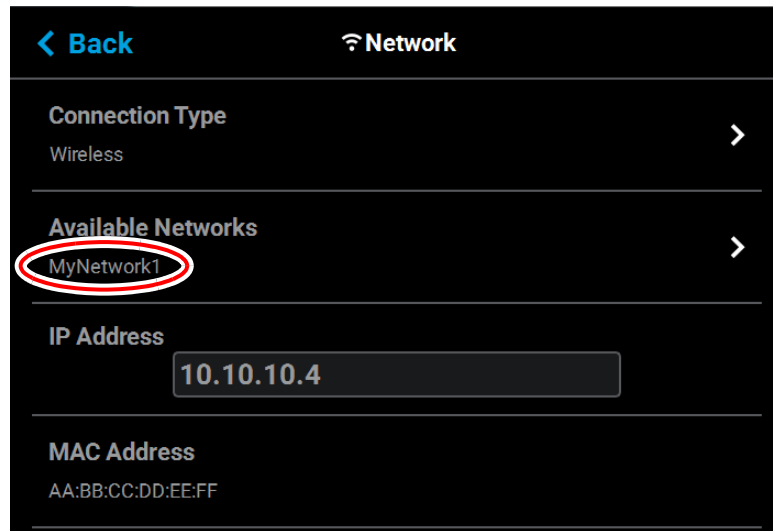 Back
Network
Connection Type
Wireless
Available Networks
MyNetwork1
IP Address
10.10.10.4
MAC Address
AA:BB:CC:DD:EE:FF